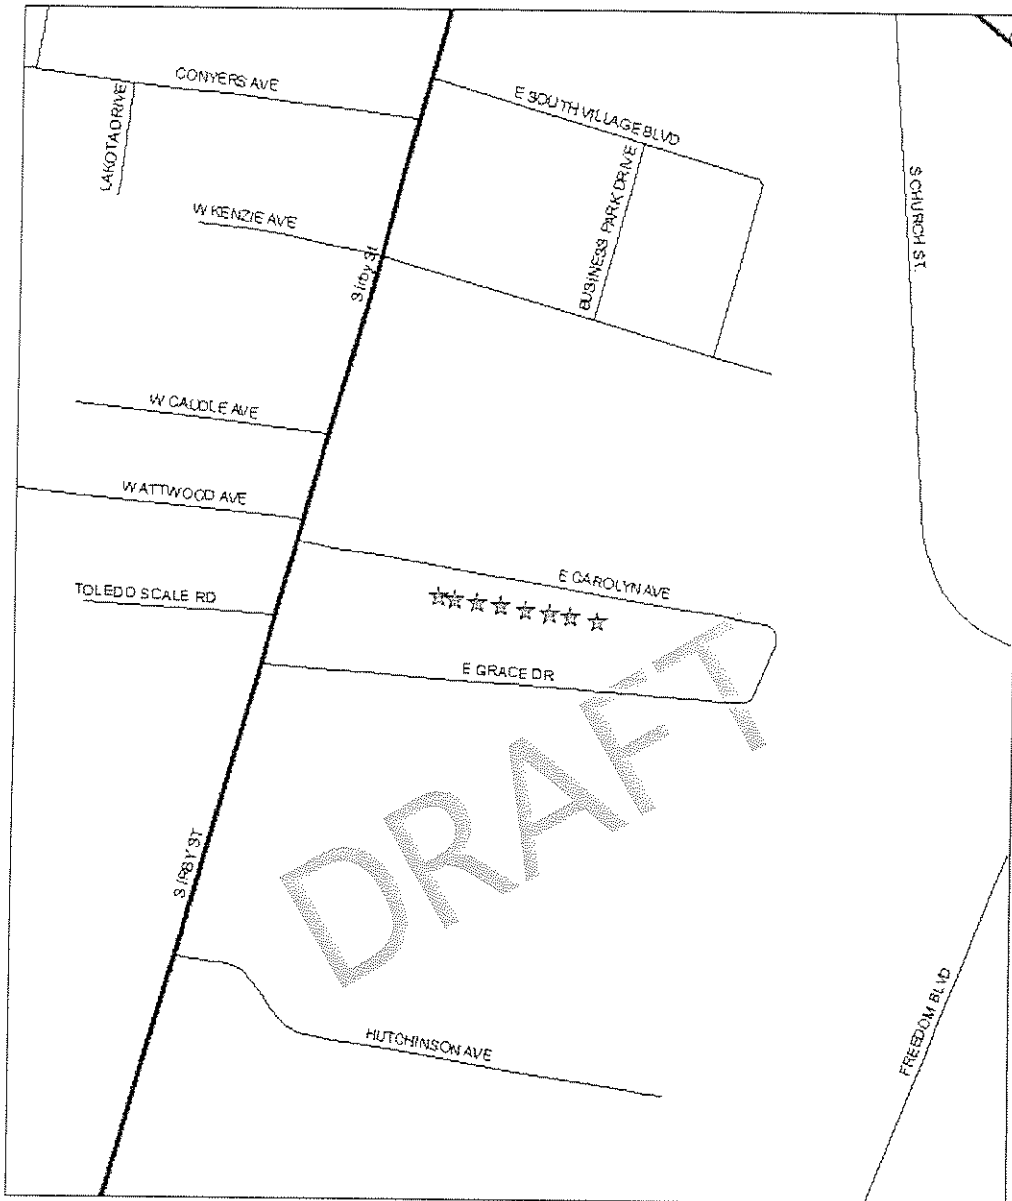 CONYERS AVE
E SOUTH VILLAGE BLVD
LAKOTA DRIVE
BUSINESS PARK DRIVE
S CHURCH ST.
W KENZIE AVE
S Irby St
W CAUDLE AVE
W ATTWOOD AVE
E CAROLYN AVE
TOLEDO SCALE RD
E GRACE DR
DRAFT
S IRBY ST
HUTCHINSON AVE
FREEDOM BLVD